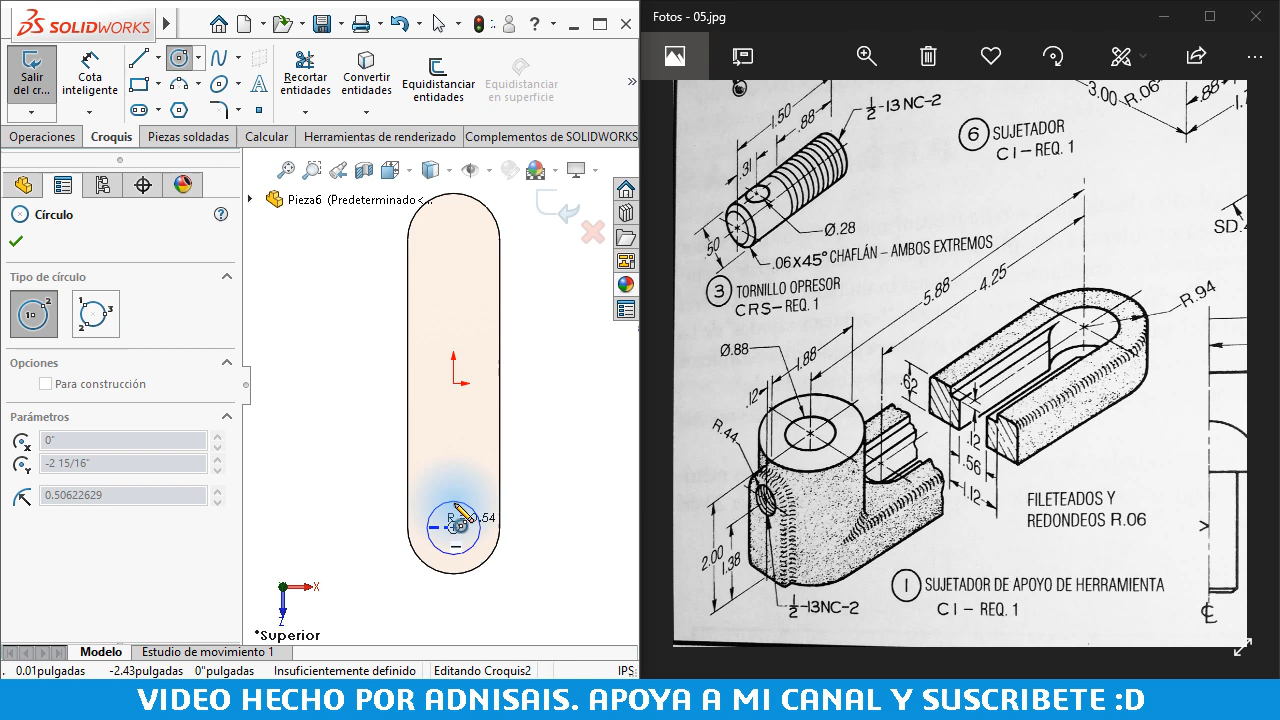 SOLIDWORKS
Salir
del cr...
Cota
inteligente
Recortar
entidades
Convertir
entidades
Equidistanciar
entidades
Equidistanciar
en superficie
Operaciones
Croquis
Piezas soldadas
Calcular
Herramientas de renderizado
Complementos de SOLIDWORKS
Círculo
Tipo de círculo
Opciones
Para construcción
Parámetros
0"
-2 15/16"
0.50622629
Pieza6 (Predeterminado<...
X
Z
*Superior
Modelo
Estudio de movimiento 1
0.01pulgadas
-2.43pulgadas
0"pulgadas
Insuficientemente definido
Editando Croquis2
IPS
Fotos - 05.jpg
1.50
.88
.31
½-13 NC-2
6 SUJETADOR
CI-REQ. 1
3.00
R.06
.88
SD.
.50
Ø.28
.06X45° CHAFLÁN-AMBOS EXTREMOS
3 TORNILLO OPRESOR
CRS-REQ. 1
5.88
4.25
R.94
Ø.88
1.88
.12
.62
R.44
.12
.56
1.12
FILETEADOS Y
REDONDEOS R.06
2.00
1.38
½-13NC-2
1 SUJETADOR DE APOYO DE HERRAMIENTA
CI-REQ. 1
VIDEO HECHO POR ADNISAIS. APOYA A MI CANAL Y SUSCRIBETE :D